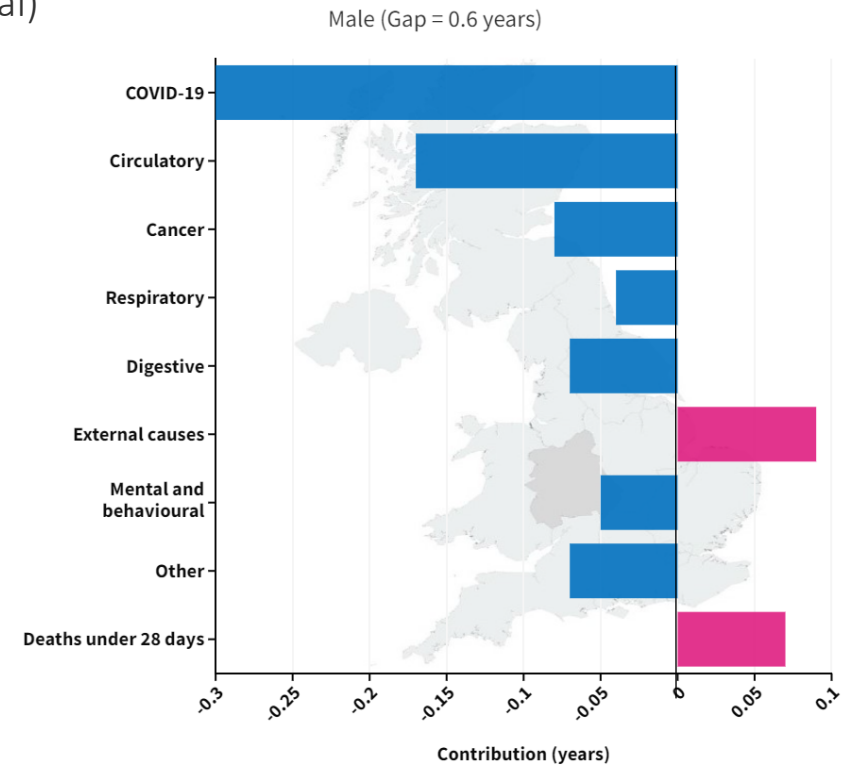 Male (Gap = 0.6 years)
COVID-19
Circulatory
Cancer
Respiratory
Digestive
External causes
Mental and
behavioural
Other
Deaths under 28 days
-0.3
-0.25
-0.2
-0.15
-0.1
-0.05
0
0.05
0.1
Contribution (years)